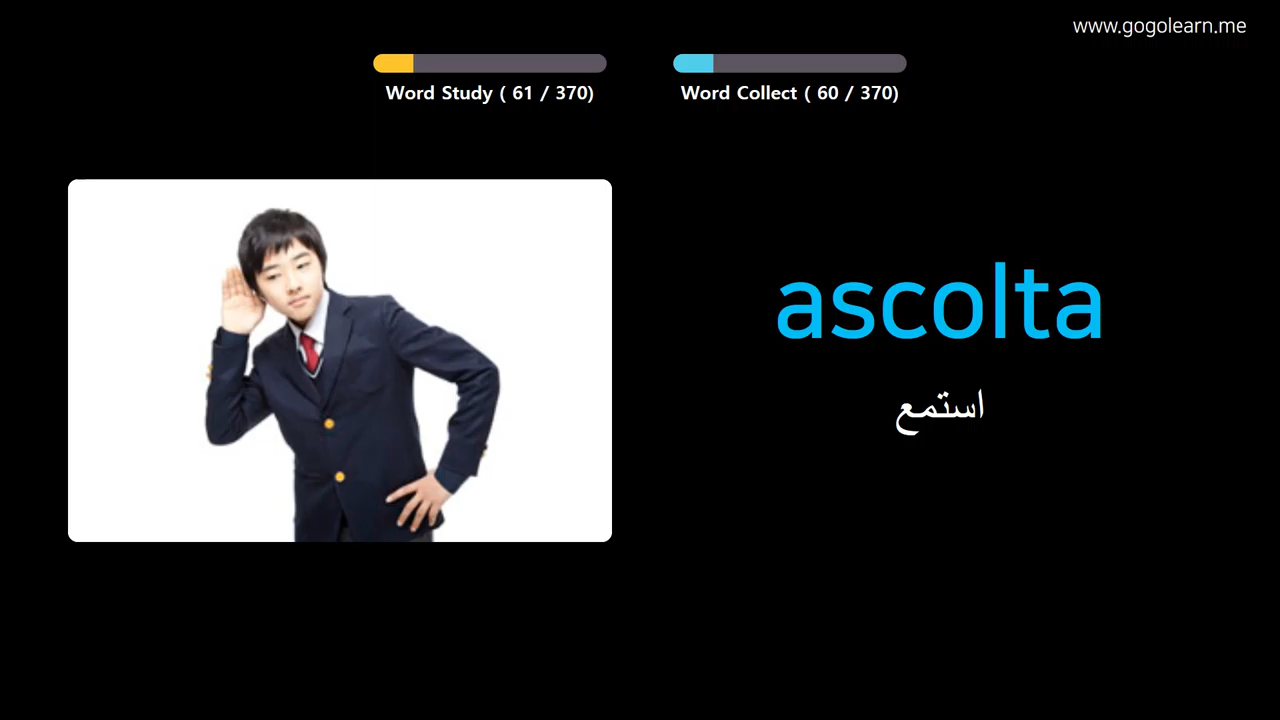 www.gogolearn.me
Word Study ( 61 / 370)
Word Collect ( 60 / 370)
ascolta
استمع